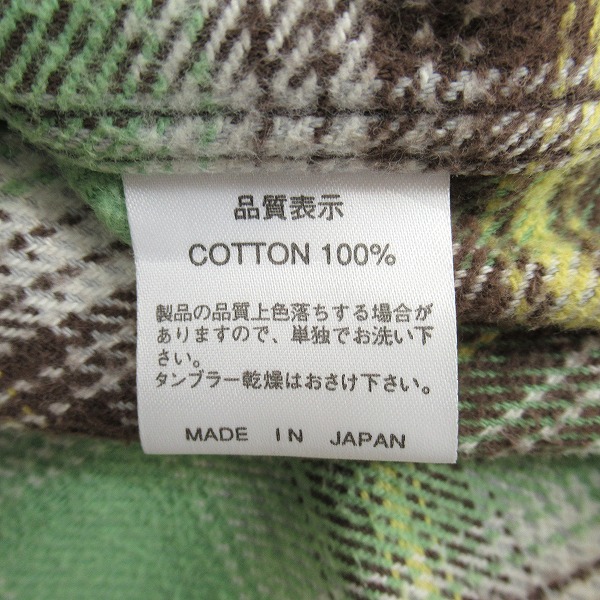 品質表示
COTTON 100%
製品の品質上色落ちする場合が
ありますので、単独でお洗い下
さい。
タンブラー乾燥はおさけ下さい。
MADE IN JAPAN